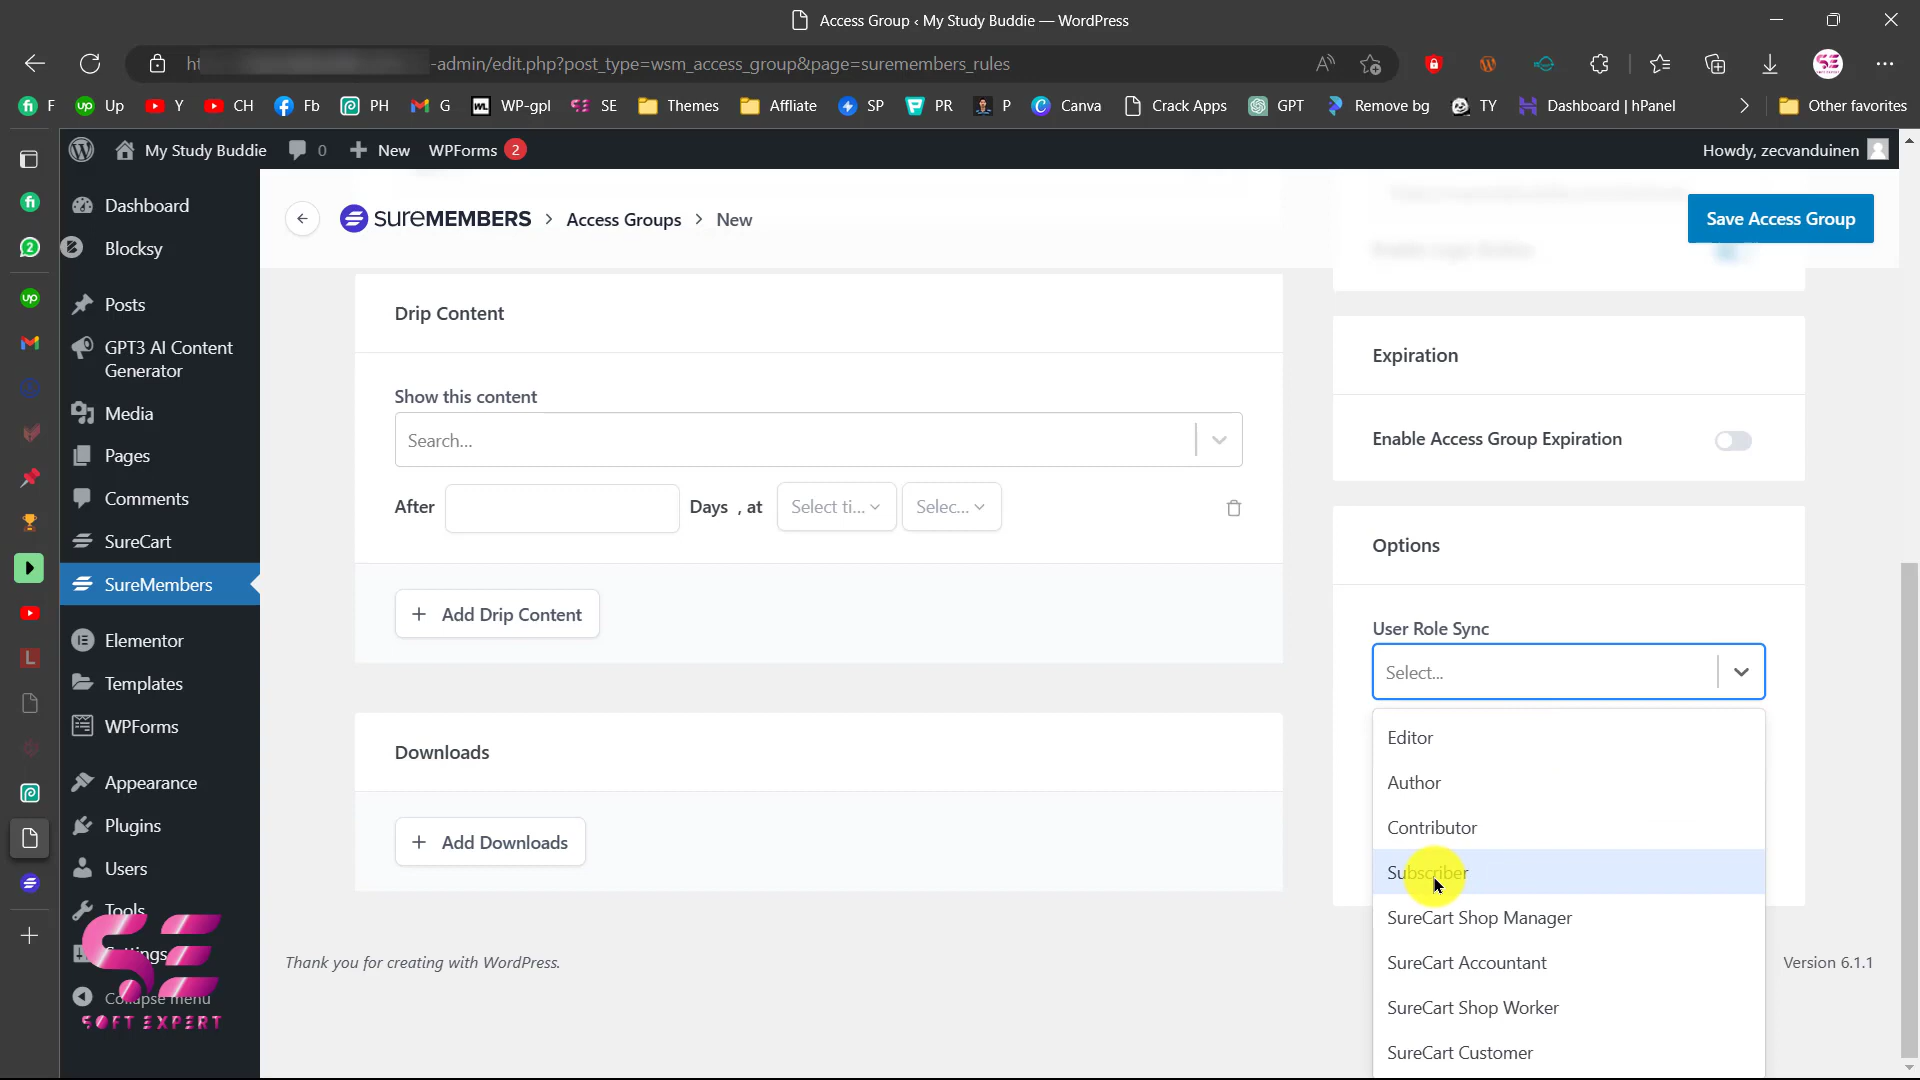 Access Group ‹ My Study Buddie — WordPress
-admin/edit.php?post_type=wsm_access_group&page=suremembers_rules
F Up Y CH Fb PH G WP-gpl SE Themes Affliate SP PR P Canva Crack Apps GPT Remove bg TY Dashboard | hPanel Other favorites
My Study Buddie 0 New WPForms 2 Howdy, zecvanduinen
Dashboard
Blocksy
Posts
GPT3 AI Content
Generator
Media
Pages
Comments
SureCart
SureMembers
Elementor
Templates
WPForms
Appearance
Plugins
Users
Tools
Settings
Collapse menu
SOFT EXPERT
SUREMEMBERS > Access Groups > New
Save Access Group
Drip Content
Show this content
Search...
After Days , at Select ti... Selec...
+ Add Drip Content
Downloads
+ Add Downloads
Expiration
Enable Access Group Expiration
Options
User Role Sync
Select...
Editor
Author
Contributor
Subscriber
SureCart Shop Manager
SureCart Accountant
SureCart Shop Worker
SureCart Customer
Thank you for creating with WordPress.
Version 6.1.1